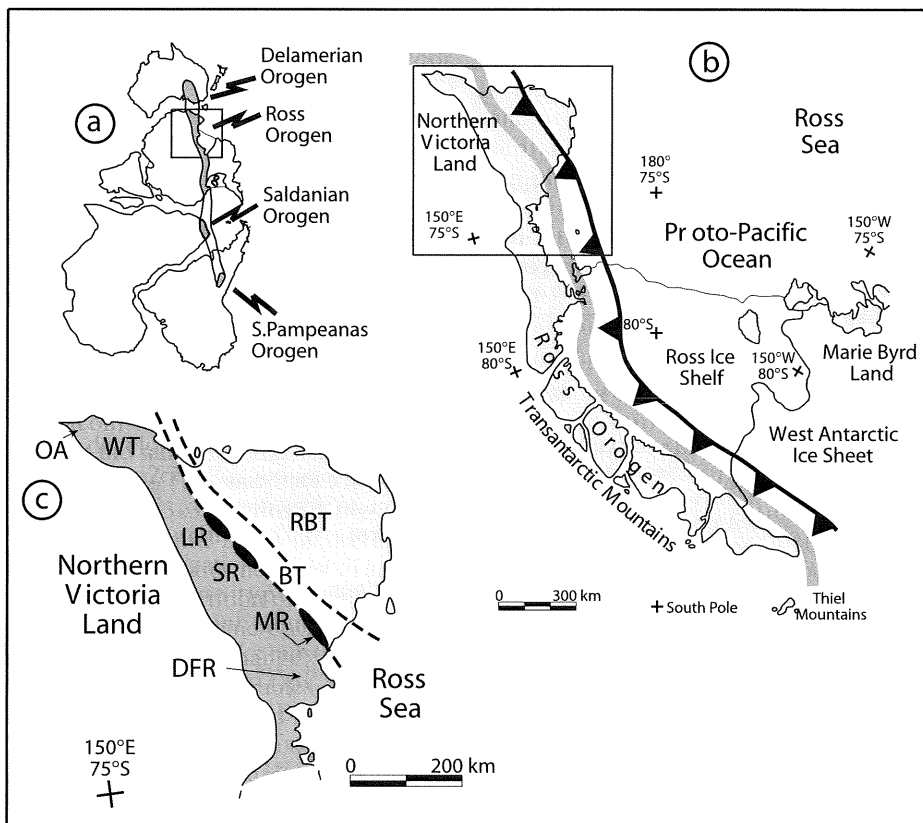 a
Delamerian
Orogen
Ross
Orogen
Saldanian
Orogen
S.Pampeanas
Orogen
b
Northern
Victoria
Land
150°E
75°S
Ross
Sea
180°
75°S
150°W
75°S
Pr oto-Pacific
Ocean
80°S
150°E
80°S
Ross Ice
Shelf
150°W
80°S
Marie Byrd
Land
West Antarctic
Ice Sheet
Ross Orogen
Transantarctic Mountains
0 300 km
South Pole
Thiel
Mountains
c
OA
WT
LR
SR
RBT
BT
MR
DFR
Northern
Victoria
Land
Ross
Sea
150°E
75°S
0 200 km